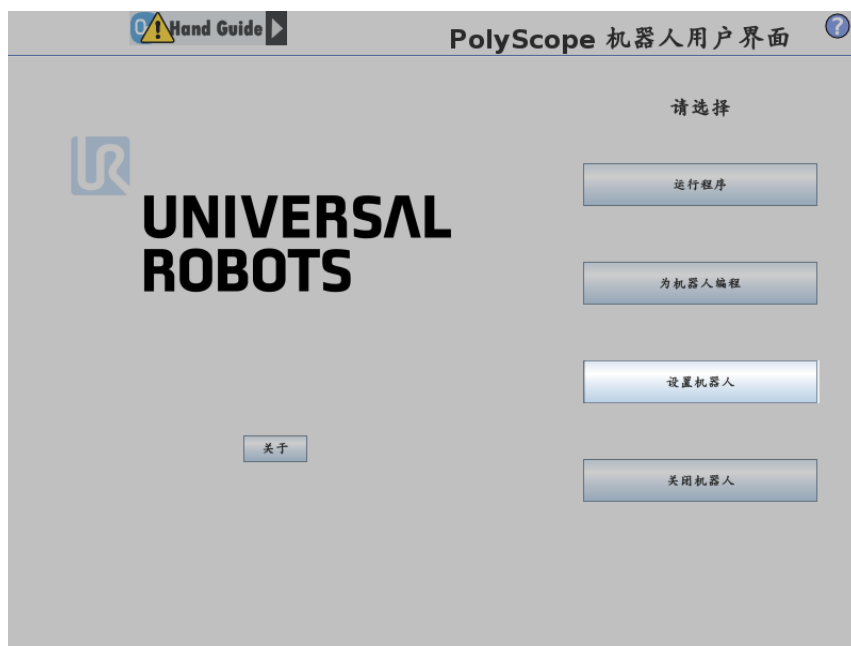 Hand Guide
PolyScope 机器人用户界面
?
请选择
UR
运行程序
UNIVERSAL
ROBOTS
为机器人编程
设置机器人
关于
关闭机器人